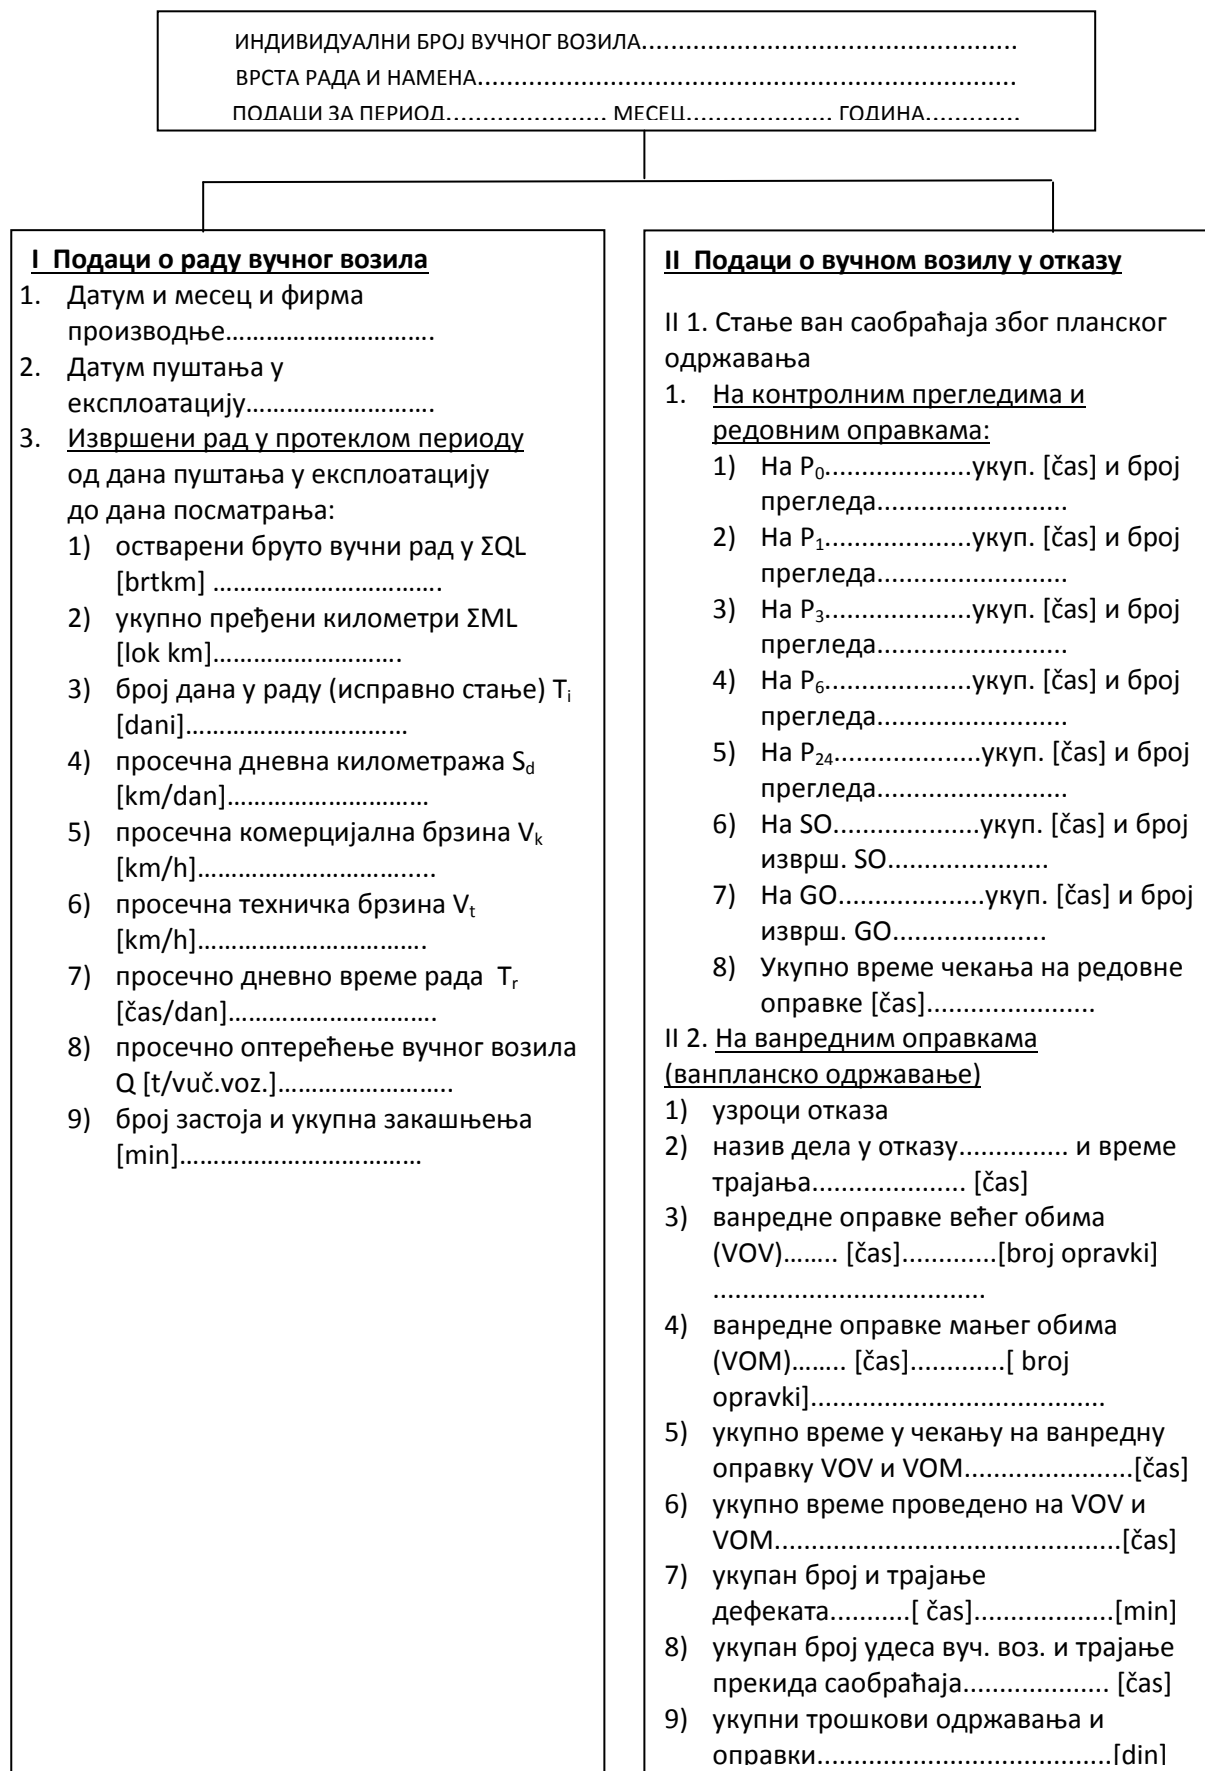 ИНДИВИДУАЛНИ БРОЈ ВУЧНОГ ВОЗИЛА..................................................
ВРСТА РАДА И НАМЕНА........................................................................
ПОДАЦИ ЗА ПЕРИОД...................... МЕСЕЦ.................... ГОДИНА.............
I Подаци о раду вучног возила
1. Датум и месец и фирма
производње............................
2. Датум пуштања у
експлоатацију.........................
3. Извршени рад у протеклом периоду
од дана пуштања у експлоатацију
до дана посматрања:
1) остварени бруто вучни рад у ΣQL
[brtkm] ...............................
2) укупно пређени километри ΣML
[lok km].........................
3) број дана у раду (исправно стање) Ti
[dani]..............................
4) просечна дневна километража Sd
[km/dan]...........................
5) просечна комерцијална брзина Vk
[km/h]...............................
6) просечна техничка брзина Vt
[km/h]...............................
7) просечно дневно време рада Tr
[čas/dan]............................
8) просечно оптерећење вучног возила
Q [t/vuč.voz.].......................
9) број застоја и укупна закашњења
[min]................................
II Подаци о вучном возилу у отказу
II 1. Стање ван саобраћаја због планског
одржавања
1. На контролним прегледима и
редовним оправкама:
1) На P0....................укуп. [čas] и број
прегледа..........................
2) На P1....................укуп. [čas] и број
прегледа..........................
3) На P3....................укуп. [čas] и број
прегледа..........................
4) На P6....................укуп. [čas] и број
прегледа..........................
5) На P24....................укуп. [čas] и број
прегледа..........................
6) На SO....................укуп. [čas] и број
изврш. SO......................
7) На GO....................укуп. [čas] и број
изврш. GO.....................
8) Укупно време чекања на редовне
оправке [čas].......................
II 2. На ванредним оправкама
(ванпланско одржавање)
1) узроци отказа
2) назив дела у отказу............... и време
трајања..................... [čas]
3) ванредне оправке већег обима
(VOV)........ [čas].............[broj opravki]
.....................................
4) ванредне оправке мањег обима
(VOM)........ [čas].............[ broj
opravki]........................................
5) укупно време у чекању на ванредну
оправку VOV и VOM.......................[čas]
6) укупно време проведено на VOV и
VOM...............................................[čas]
7) укупан број и трајање
дефеката...........[ čas]...................[min]
8) укупан број удеса вуч. воз. и трајање
прекида саобраћаја.................... [čas]
9) укупни трошкови одржавања и
оправки........................................[din]